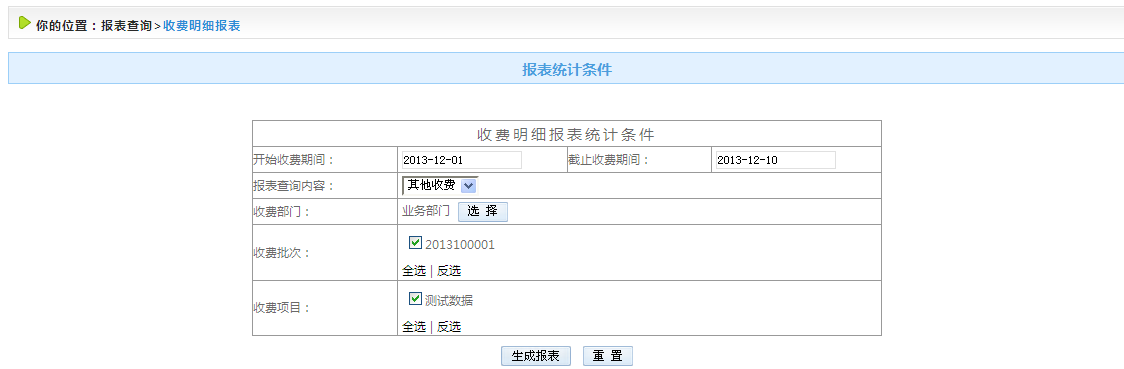 你的位置：报表查询>收费明细报表
报表统计条件
收费明细报表统计条件
开始收费期间： 2013-12-01 截止收费期间： 2013-12-10
报表查询内容： 其他收费
收费部门： 业务部门 选 择
收费批次： 2013100001
全选 | 反选
收费项目： 测试数据
全选 | 反选
生成报表 重 置